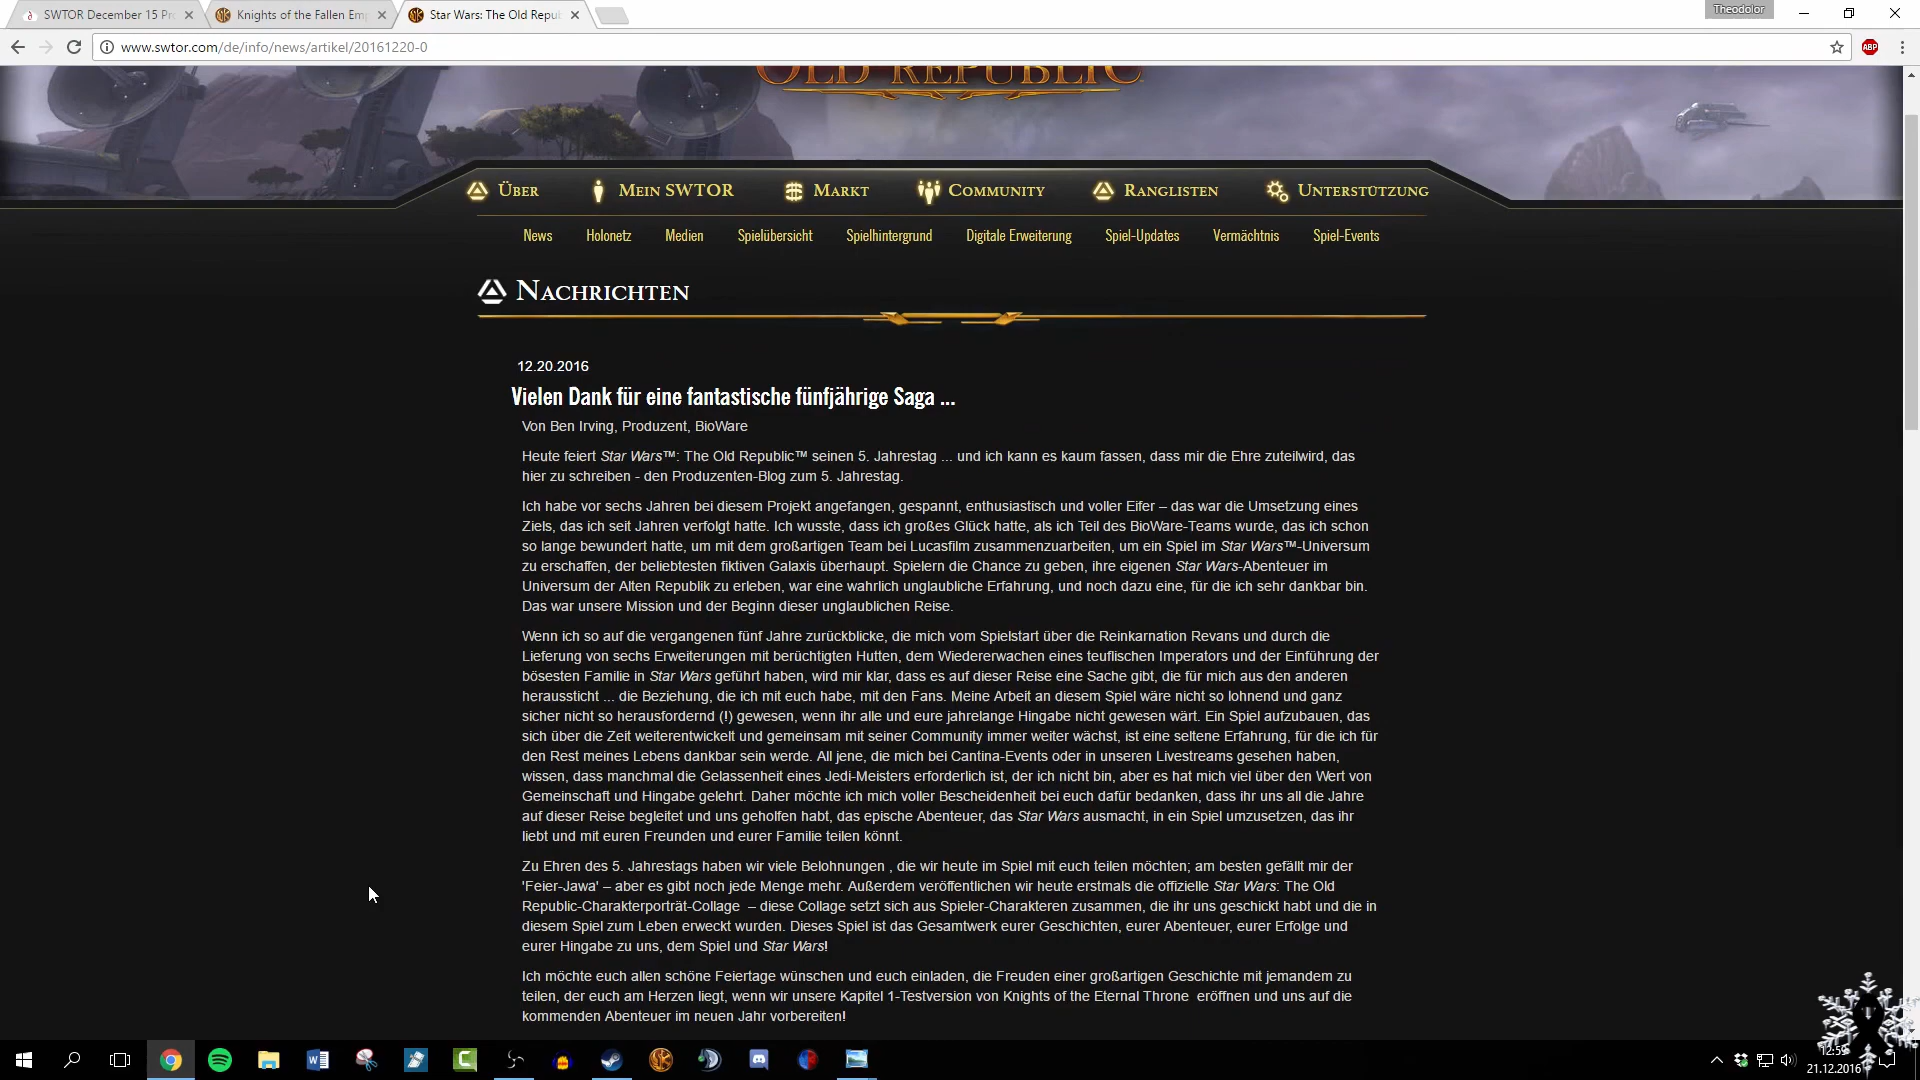 SWTOR December 15 Pr
Knights of the Fallen Emp
Star Wars: The Old Repu
Theodolor
www.swtor.com/de/info/news/artikel/20161220-0
ABP
OLD REPUBLIC
Über
Mein SWTOR
Markt
Community
Ranglisten
Unterstützung
News
Holonetz
Medien
Spielübersicht
Spielhintergrund
Digitale Erweiterung
Spiel-Updates
Vermächtnis
Spiel-Events
Nachrichten
12.20.2016
Vielen Dank für eine fantastische fünfjährige Saga ...
Von Ben Irving, Produzent, BioWare
Heute feiert Star Wars™: The Old Republic™ seinen 5. Jahrestag ... und ich kann es kaum fassen, dass mir die Ehre zuteilwird, das
hier zu schreiben - den Produzenten-Blog zum 5. Jahrestag.
Ich habe vor sechs Jahren bei diesem Projekt angefangen, gespannt, enthusiastisch und voller Eifer – das war die Umsetzung eines
Ziels, das ich seit Jahren verfolgt hatte. Ich wusste, dass ich großes Glück hatte, als ich Teil des BioWare-Teams wurde, das ich schon
so lange bewundert hatte, um mit dem großartigen Team bei Lucasfilm zusammenzuarbeiten, um ein Spiel im Star Wars™-Universum
zu erschaffen, der beliebtesten fiktiven Galaxis überhaupt. Spielern die Chance zu geben, ihre eigenen Star Wars-Abenteuer im
Universum der Alten Republik zu erleben, war eine wahrlich unglaubliche Erfahrung, und noch dazu eine, für die ich sehr dankbar bin.
Das war unsere Mission und der Beginn dieser unglaublichen Reise.
Wenn ich so auf die vergangenen fünf Jahre zurückblicke, die mich vom Spielstart über die Reinkarnation Revans und durch die
Lieferung von sechs Erweiterungen mit berüchtigten Hutten, dem Wiedererwachen eines teuflischen Imperators und der Einführung der
bösesten Familie in Star Wars geführt haben, wird mir klar, dass es auf dieser Reise eine Sache gibt, die für mich aus den anderen
heraussticht ... die Beziehung, die ich mit euch habe, mit den Fans. Meine Arbeit an diesem Spiel wäre nicht so lohnend und ganz
sicher nicht so herausfordernd (!) gewesen, wenn ihr alle und eure jahrelange Hingabe nicht gewesen wärt. Ein Spiel aufzubauen, das
sich über die Zeit weiterentwickelt und gemeinsam mit seiner Community immer weiter wächst, ist eine seltene Erfahrung, für die ich für
den Rest meines Lebens dankbar sein werde. All jene, die mich bei Cantina-Events oder in unseren Livestreams gesehen haben,
wissen, dass manchmal die Gelassenheit eines Jedi-Meisters erforderlich ist, der ich nicht bin, aber es hat mich viel über den Wert von
Gemeinschaft und Hingabe gelehrt. Daher möchte ich mich voller Bescheidenheit bei euch dafür bedanken, dass ihr uns all die Jahre
auf dieser Reise begleitet und uns geholfen habt, das epische Abenteuer, das Star Wars ausmacht, in ein Spiel umzusetzen, das ihr
liebt und mit euren Freunden und eurer Familie teilen könnt.
Zu Ehren des 5. Jahrestags haben wir viele Belohnungen , die wir heute im Spiel mit euch teilen möchten; am besten gefällt mir der
'Feier-Jawa' – aber es gibt noch jede Menge mehr. Außerdem veröffentlichen wir heute erstmals die offizielle Star Wars: The Old
Republic-Charakterporträt-Collage – diese Collage setzt sich aus Spieler-Charakteren zusammen, die ihr uns geschickt habt und die in
diesem Spiel zum Leben erweckt wurden. Dieses Spiel ist das Gesamtwerk eurer Geschichten, eurer Abenteuer, eurer Erfolge und
eurer Hingabe zu uns, dem Spiel und Star Wars!
Ich möchte euch allen schöne Feiertage wünschen und euch einladen, die Freuden einer großartigen Geschichte mit jemandem zu
teilen, der euch am Herzen liegt, wenn wir unsere Kapitel 1-Testversion von Knights of the Eternal Throne eröffnen und uns auf die
kommenden Abenteuer im neuen Jahr vorbereiten!
12:59
21.12.2016